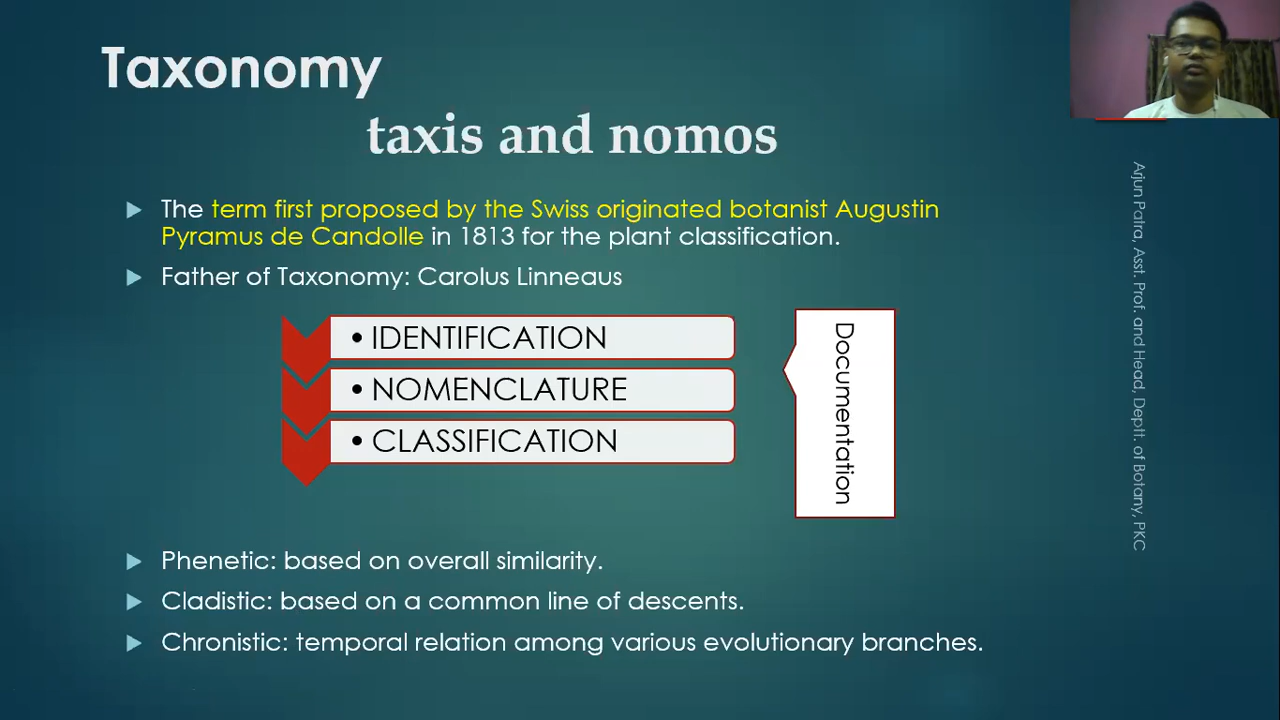 Taxonomy
taxis and nomos
The term first proposed by the Swiss originated botanist Augustin
Pyramus de Candolle in 1813 for the plant classification.
Father of Taxonomy: Carolus Linneaus
• IDENTIFICATION
• NOMENCLATURE
• CLASSIFICATION
Documentation
Phenetic: based on overall similarity.
Cladistic: based on a common line of descents.
Chronistic: temporal relation among various evolutionary branches.
Arjun Patra, Asst. Prof. and Head, Deptt. of Botany, PKC